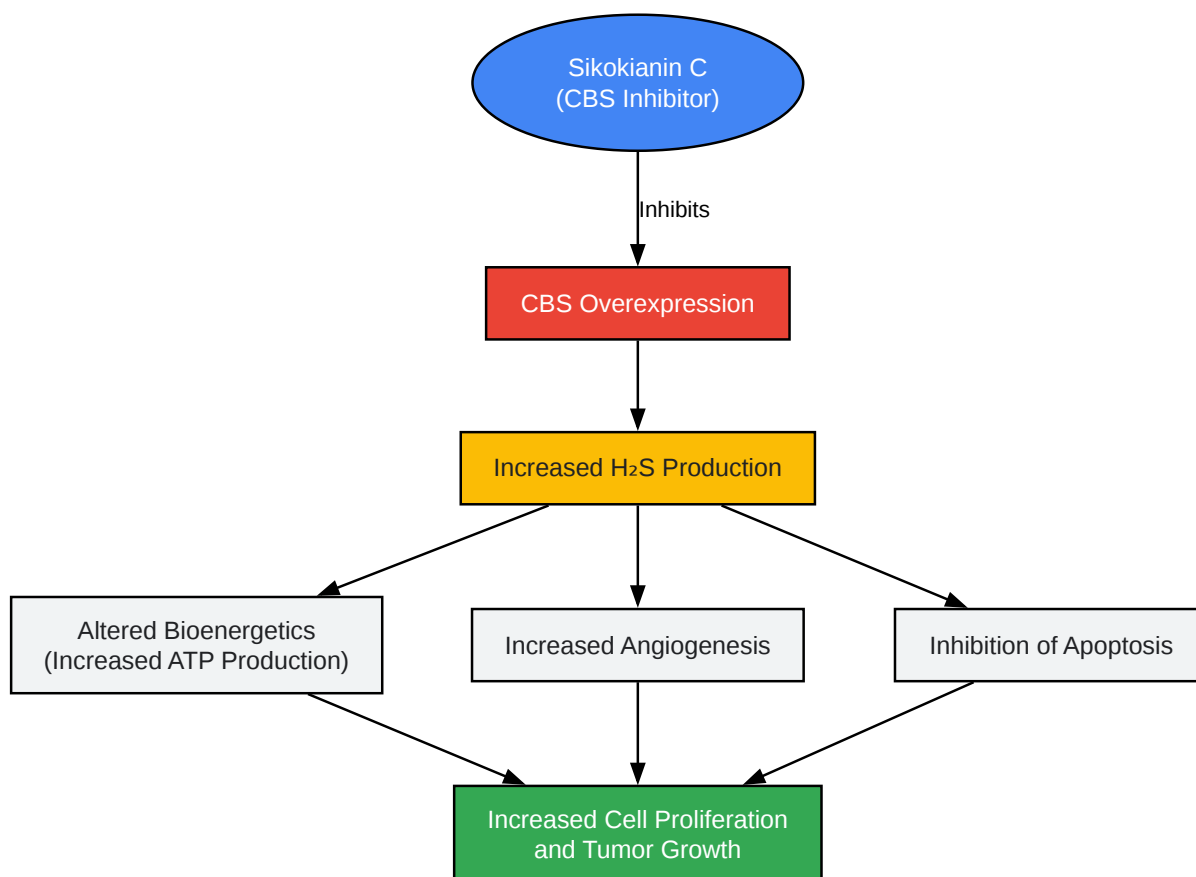 Sikokianin C
(CBS Inhibitor)
Inhibits
CBS Overexpression
Increased H₂S Production
Altered Bioenergetics
(Increased ATP Production)
Increased Angiogenesis
Inhibition of Apoptosis
Increased Cell Proliferation
and Tumor Growth